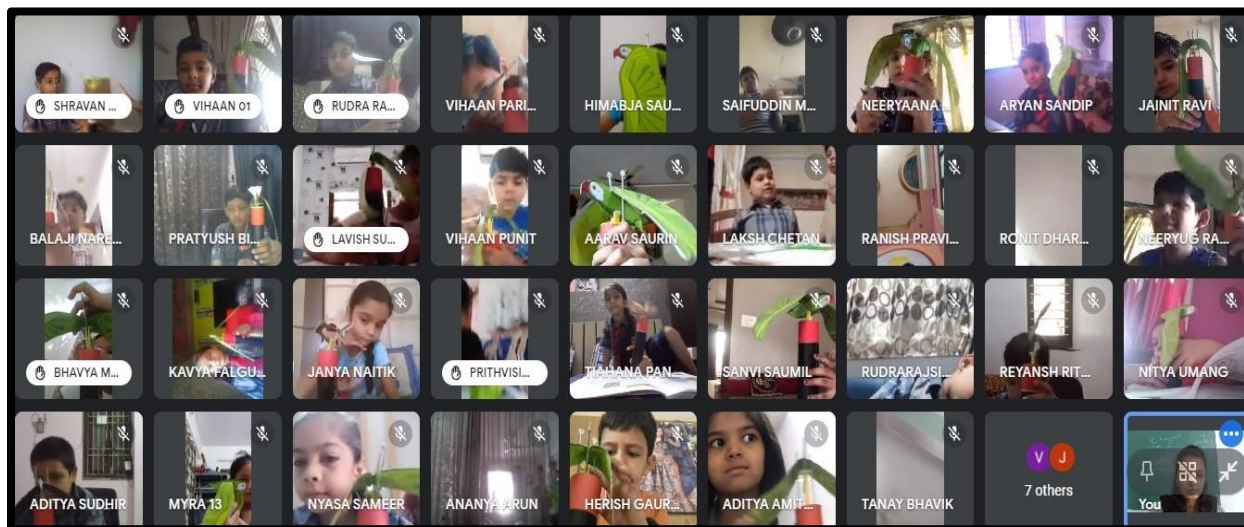 SHRAVAN ...
VIHAAN 01
RUDRA RA...
VIHAAN PARI...
HIMABJA SAU...
SAIFUDDIN M...
NEERYAANA ...
ARYAN SANDIP
JAINIT RAVI
BALAJI NARE...
PRATYUSH BI...
LAVISH SU...
VIHAAN PUNIT
AARAV SAURIN
LAKSH CHETAN
RANISH PRAVI...
RONIT DHAR...
NEERYUG RA...
BHAVYA M...
KAVYA FALGU...
JANYA NAITIK
PRITHVISI...
TIAHANA PAN...
SANVI SAUMIL
RUDRARAJSI...
REYANSH RIT...
NITYA UMANG
ADITYA SUDHIR
MYRA 13
NYASA SAMEER
ANANYA ARUN
HERISH GAUR...
ADITYA AMIT...
TANAY BHAVIK
V J
7 others
You